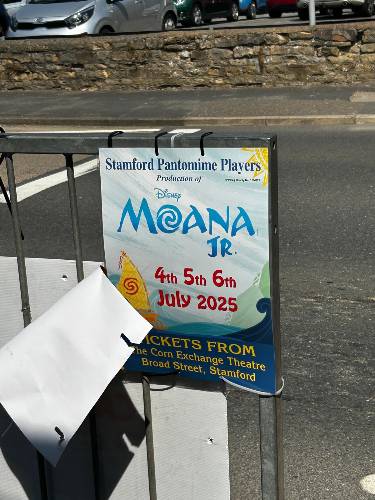 Stamford Pantomime Players
Production of
Disney
MOANA
JR.
4th 5th 6th
July 2025
TICKETS FROM
The Corn Exchange Theatre
Broad Street, Stamford